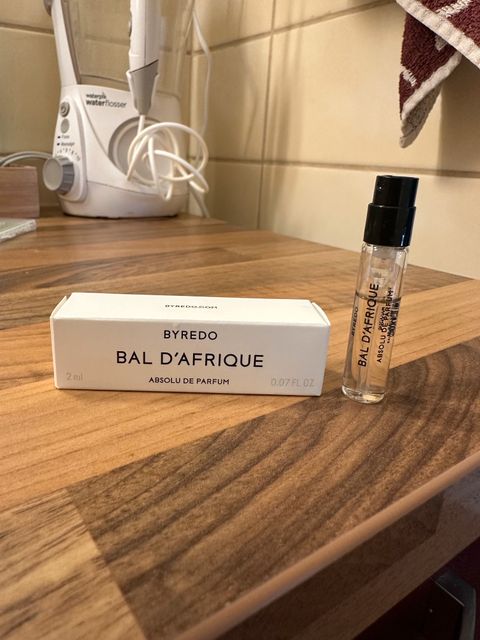 waterpik
waterflosser
BYREDO.COM
BYREDO
BAL D'AFRIQUE
2 ml
ABSOLU DE PARFUM
0.07 FL OZ
BYREDO
BAL D'AFRIQUE
ABSOLU DE PARFUM